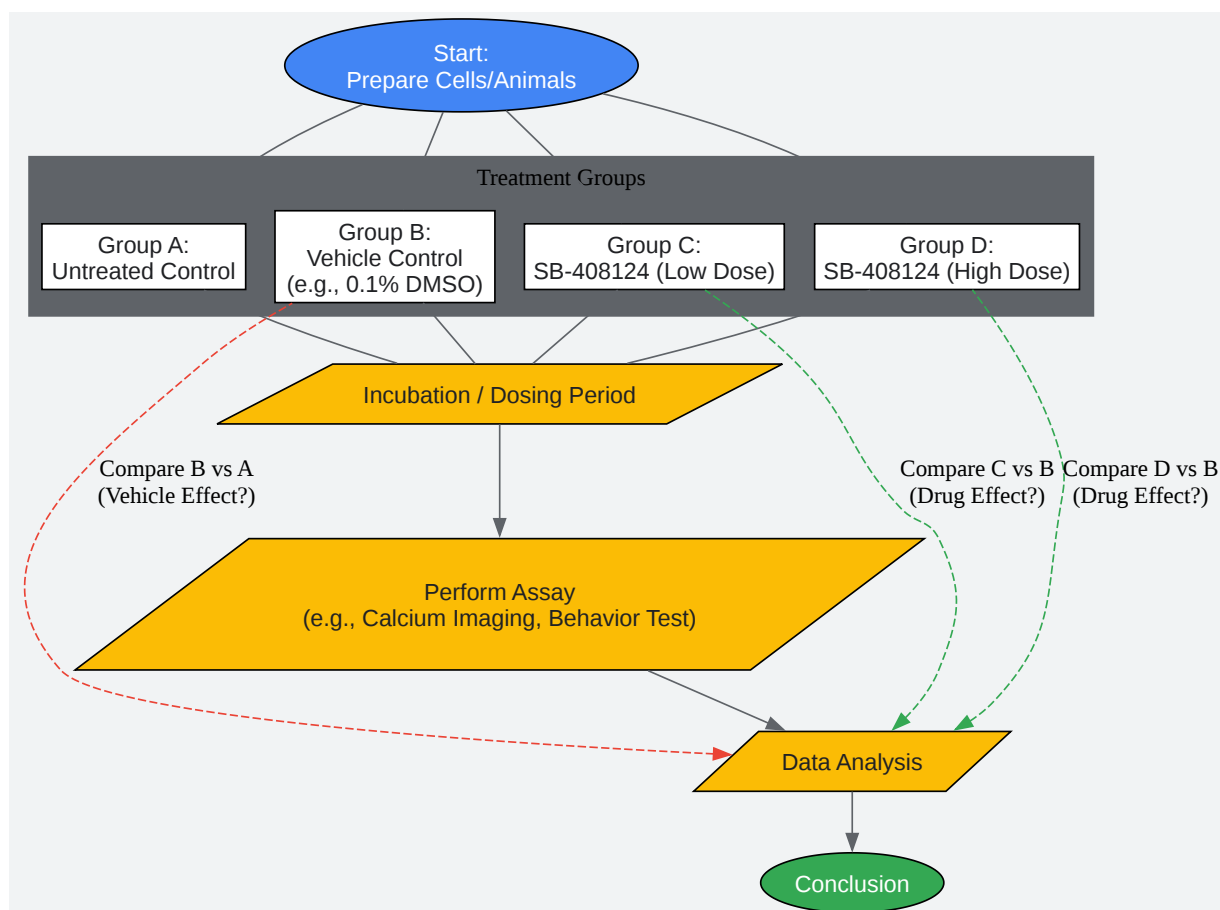 Start:
Prepare Cells/Animals
Treatment Groups
Group A:
Untreated Control
Group B:
Vehicle Control
(e.g., 0.1% DMSO)
Group C:
SB-408124 (Low Dose)
Group D:
SB-408124 (High Dose)
Incubation / Dosing Period
Compare B vs A
(Vehicle Effect?)
Compare C vs B
(Drug Effect?)
Compare D vs B
(Drug Effect?)
Perform Assay
(e.g., Calcium Imaging, Behavior Test)
Data Analysis
Conclusion